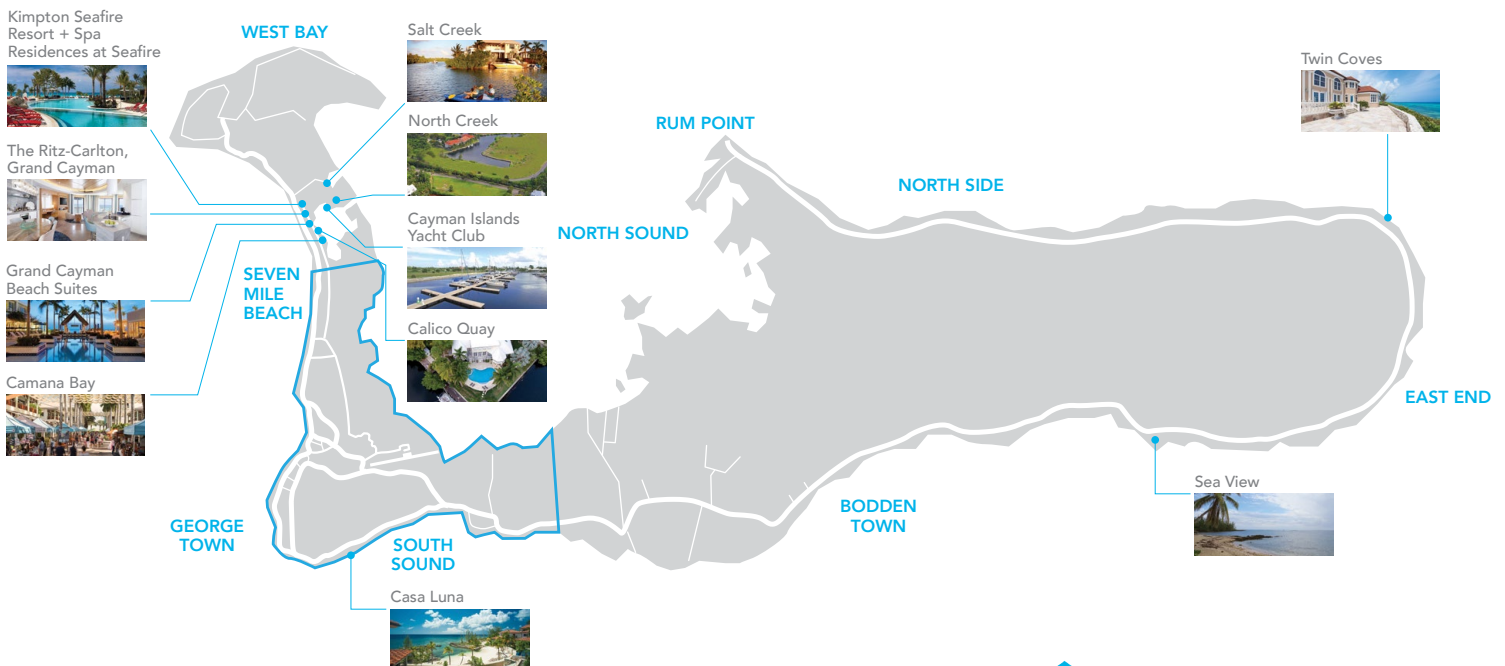 Kimpton Seafire
Resort + Spa
Residences at Seafire
WEST BAY
Salt Creek
Twin Coves
The Ritz-Carlton,
Grand Cayman
North Creek
RUM POINT
NORTH SIDE
Cayman Islands
Yacht Club
NORTH SOUND
Grand Cayman
Beach Suites
SEVEN
MILE
BEACH
Calico Quay
Camana Bay
EAST END
Sea View
BODDEN
TOWN
GEORGE
TOWN
SOUTH
SOUND
Casa Luna